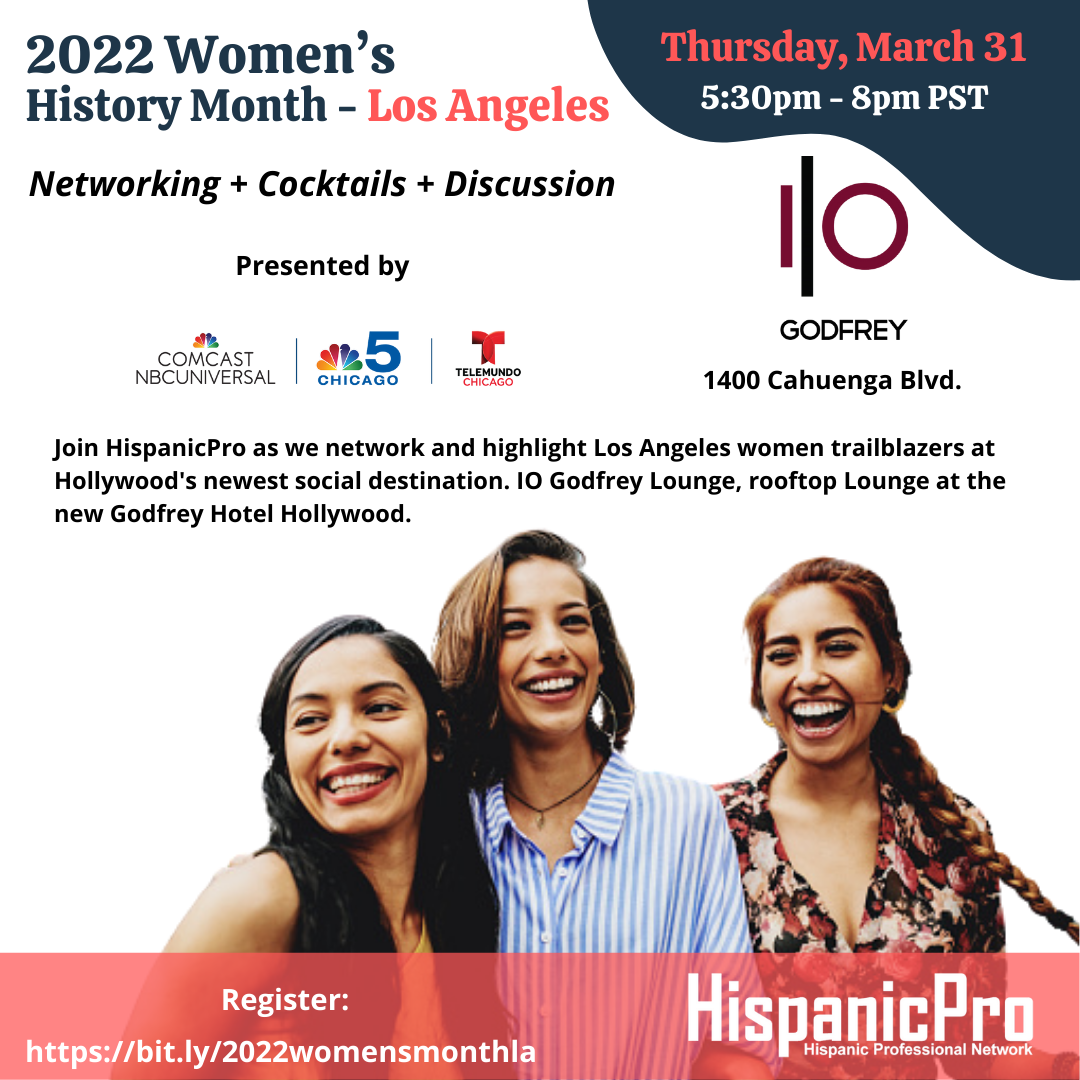 2022 Women's
History Month - Los Angeles
Thursday, March 31
5:30pm - 8pm PST
Networking + Cocktails + Discussion
Presented by
COMCAST
NBCUNIVERSAL
5
CHICAGO
T
TELEMUNDO
CHICAGO
IO
GODFREY
1400 Cahuenga Blvd.
Join HispanicPro as we network and highlight Los Angeles women trailblazers at
Hollywood's newest social destination. IO Godfrey Lounge, rooftop Lounge at the
new Godfrey Hotel Hollywood.
Register:
https://bit.ly/2022womensmonthla
HispanicPro
Hispanic Professional Network